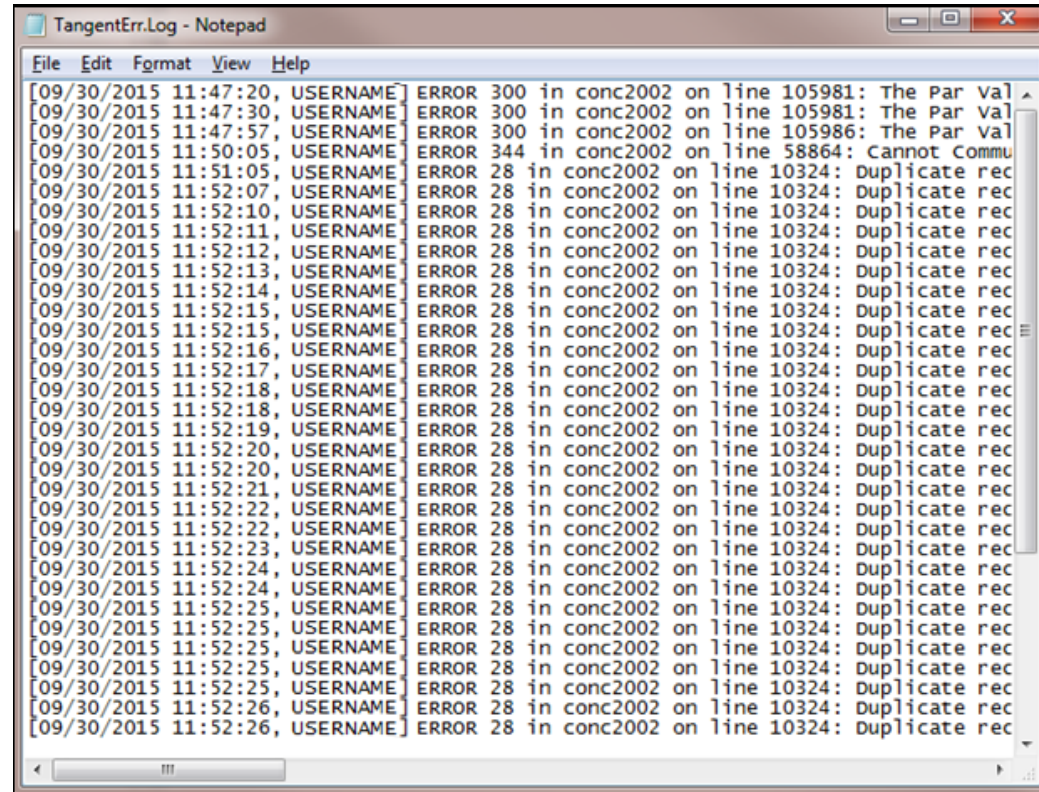 TangentErr.Log - Notepad
File Edit Format View Help
[09/30/2015 11:47:20, USERNAME] ERROR 300 in conc2002 on line 105981: The Par Val
[09/30/2015 11:47:30, USERNAME] ERROR 300 in conc2002 on line 105981: The Par Val
[09/30/2015 11:47:57, USERNAME] ERROR 300 in conc2002 on line 105986: The Par Val
[09/30/2015 11:50:05, USERNAME] ERROR 344 in conc2002 on line 58864: Cannot Commu
[09/30/2015 11:51:05, USERNAME] ERROR 28 in conc2002 on line 10324: Duplicate rec
[09/30/2015 11:52:07, USERNAME] ERROR 28 in conc2002 on line 10324: Duplicate rec
[09/30/2015 11:52:10, USERNAME] ERROR 28 in conc2002 on line 10324: Duplicate rec
[09/30/2015 11:52:11, USERNAME] ERROR 28 in conc2002 on line 10324: Duplicate rec
[09/30/2015 11:52:12, USERNAME] ERROR 28 in conc2002 on line 10324: Duplicate rec
[09/30/2015 11:52:13, USERNAME] ERROR 28 in conc2002 on line 10324: Duplicate rec
[09/30/2015 11:52:14, USERNAME] ERROR 28 in conc2002 on line 10324: Duplicate rec
[09/30/2015 11:52:15, USERNAME] ERROR 28 in conc2002 on line 10324: Duplicate rec
[09/30/2015 11:52:15, USERNAME] ERROR 28 in conc2002 on line 10324: Duplicate rec
[09/30/2015 11:52:16, USERNAME] ERROR 28 in conc2002 on line 10324: Duplicate rec
[09/30/2015 11:52:17, USERNAME] ERROR 28 in conc2002 on line 10324: Duplicate rec
[09/30/2015 11:52:18, USERNAME] ERROR 28 in conc2002 on line 10324: Duplicate rec
[09/30/2015 11:52:18, USERNAME] ERROR 28 in conc2002 on line 10324: Duplicate rec
[09/30/2015 11:52:19, USERNAME] ERROR 28 in conc2002 on line 10324: Duplicate rec
[09/30/2015 11:52:20, USERNAME] ERROR 28 in conc2002 on line 10324: Duplicate rec
[09/30/2015 11:52:20, USERNAME] ERROR 28 in conc2002 on line 10324: Duplicate rec
[09/30/2015 11:52:21, USERNAME] ERROR 28 in conc2002 on line 10324: Duplicate rec
[09/30/2015 11:52:22, USERNAME] ERROR 28 in conc2002 on line 10324: Duplicate rec
[09/30/2015 11:52:22, USERNAME] ERROR 28 in conc2002 on line 10324: Duplicate rec
[09/30/2015 11:52:23, USERNAME] ERROR 28 in conc2002 on line 10324: Duplicate rec
[09/30/2015 11:52:24, USERNAME] ERROR 28 in conc2002 on line 10324: Duplicate rec
[09/30/2015 11:52:24, USERNAME] ERROR 28 in conc2002 on line 10324: Duplicate rec
[09/30/2015 11:52:25, USERNAME] ERROR 28 in conc2002 on line 10324: Duplicate rec
[09/30/2015 11:52:25, USERNAME] ERROR 28 in conc2002 on line 10324: Duplicate rec
[09/30/2015 11:52:25, USERNAME] ERROR 28 in conc2002 on line 10324: Duplicate rec
[09/30/2015 11:52:25, USERNAME] ERROR 28 in conc2002 on line 10324: Duplicate rec
[09/30/2015 11:52:25, USERNAME] ERROR 28 in conc2002 on line 10324: Duplicate rec
[09/30/2015 11:52:26, USERNAME] ERROR 28 in conc2002 on line 10324: Duplicate rec
[09/30/2015 11:52:26, USERNAME] ERROR 28 in conc2002 on line 10324: Duplicate rec